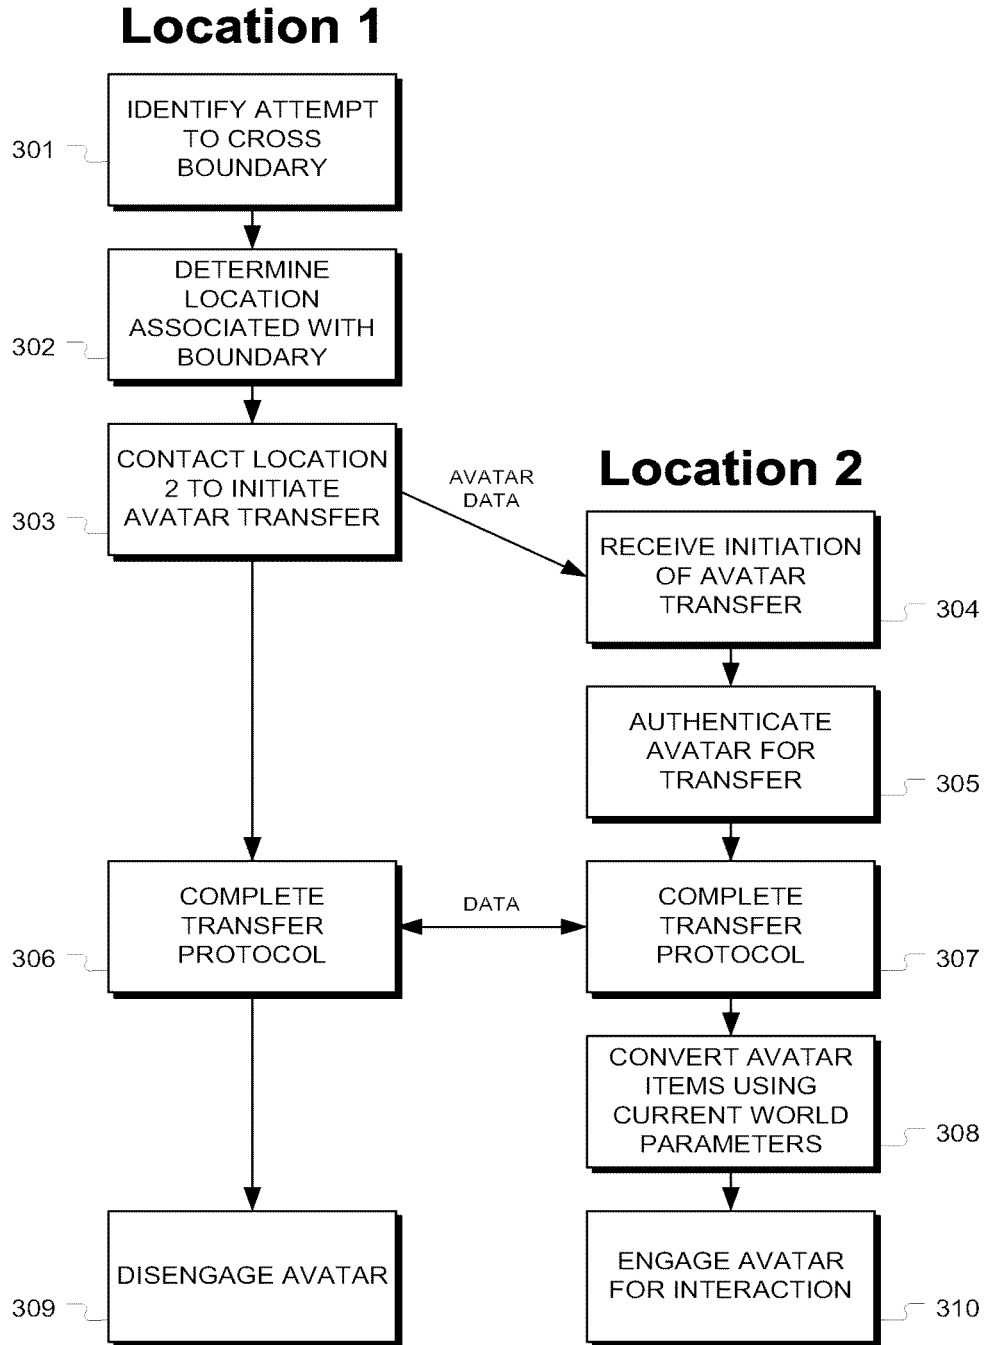 Location 1
IDENTIFY ATTEMPT
TO CROSS
BOUNDARY
301
DETERMINE
LOCATION
ASSOCIATED WITH
BOUNDARY
302
CONTACT LOCATION
2 TO INITIATE
AVATAR TRANSFER
303
AVATAR
DATA
Location 2
RECEIVE INITIATION
OF AVATAR
TRANSFER
304
AUTHENTICATE
AVATAR FOR
TRANSFER
305
COMPLETE
TRANSFER
PROTOCOL
306
DATA
COMPLETE
TRANSFER
PROTOCOL
307
CONVERT AVATAR
ITEMS USING
CURRENT WORLD
PARAMETERS
308
DISENGAGE AVATAR
309
ENGAGE AVATAR
FOR INTERACTION
310